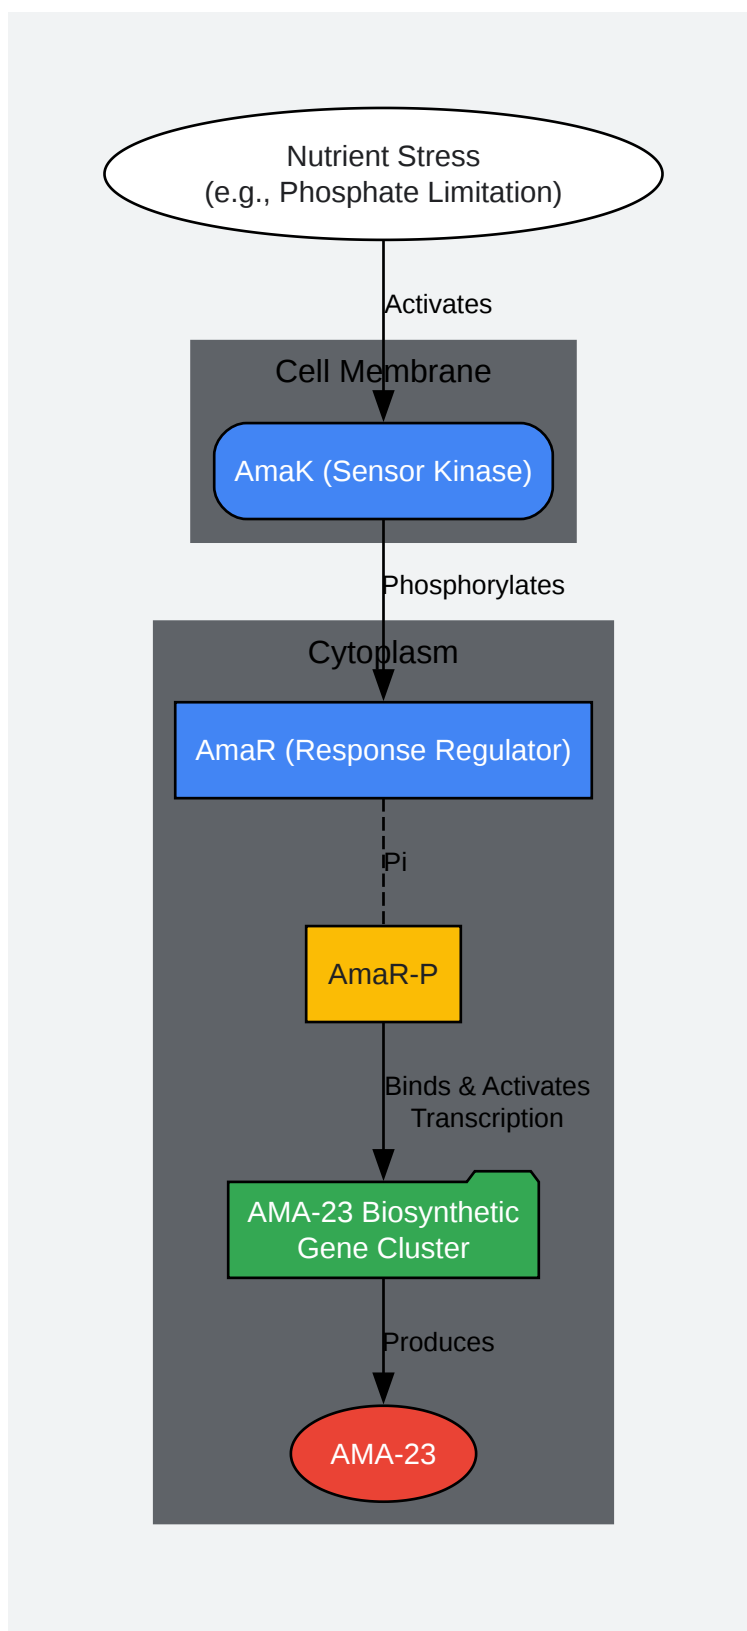 Nutrient Stress
(e.g., Phosphate Limitation)
Activates
Cell Membrane
AmaK (Sensor Kinase)
Phosphorylates
Cytoplasm
AmaR (Response Regulator)
Pi
AmaR-P
Binds & Activates
Transcription
AMA-23 Biosynthetic
Gene Cluster
Produces
AMA-23